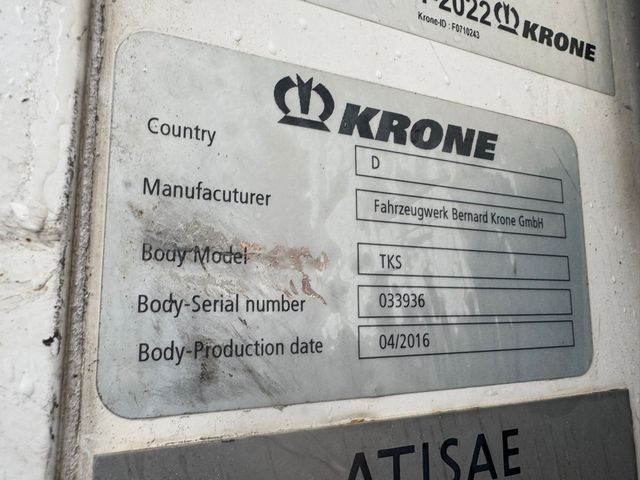 2022 KRONE
Krone-ID : F0710243
KRONE
Country D
Manufacuturer Fahrzeugwerk Bernard Krone GmbH
Body Model TKS
Body-Serial number 033936
Body-Production date 04/2016
ATISAE